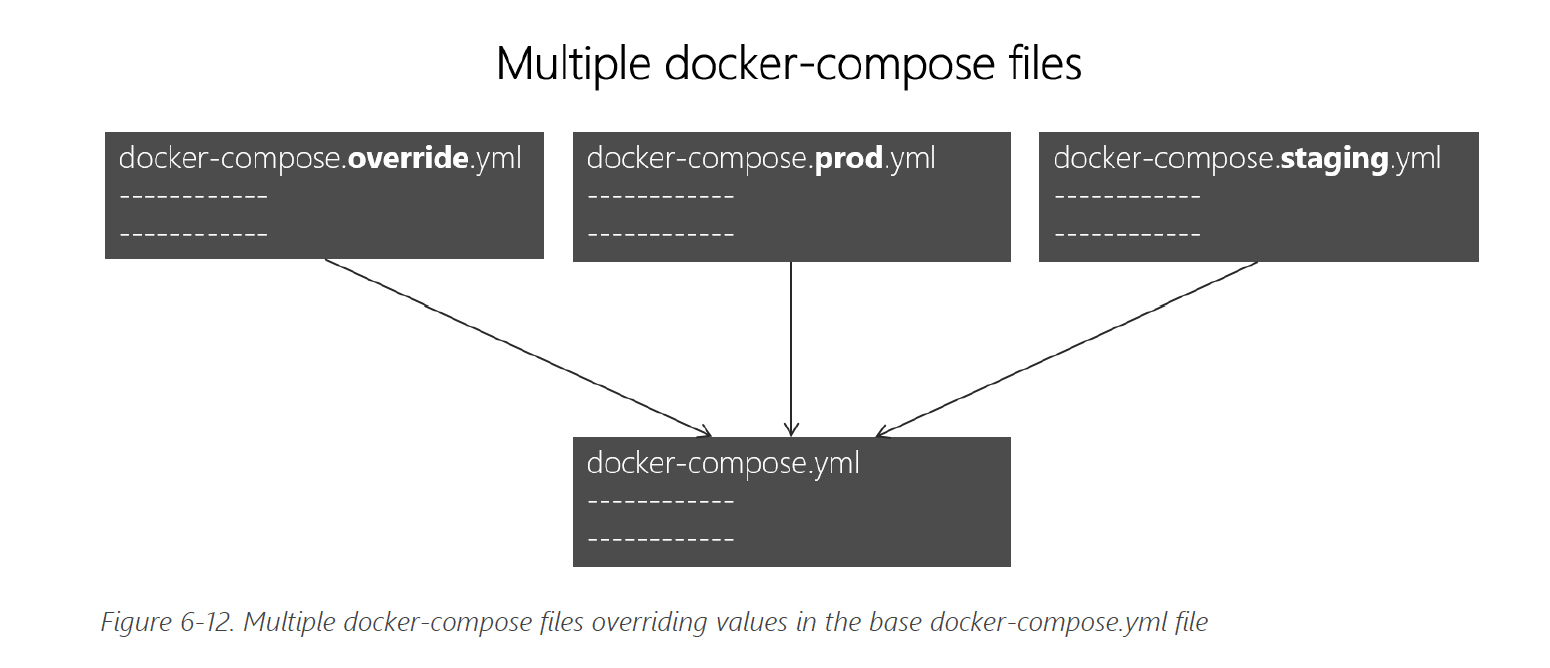 Multiple docker-compose files
docker-compose.override.yml
------------
------------
docker-compose.prod.yml
------------
------------
docker-compose.staging.yml
------------
------------
docker-compose.yml
------------
------------
Figure 6-12. Multiple docker-compose files overriding values in the base docker-compose.yml file